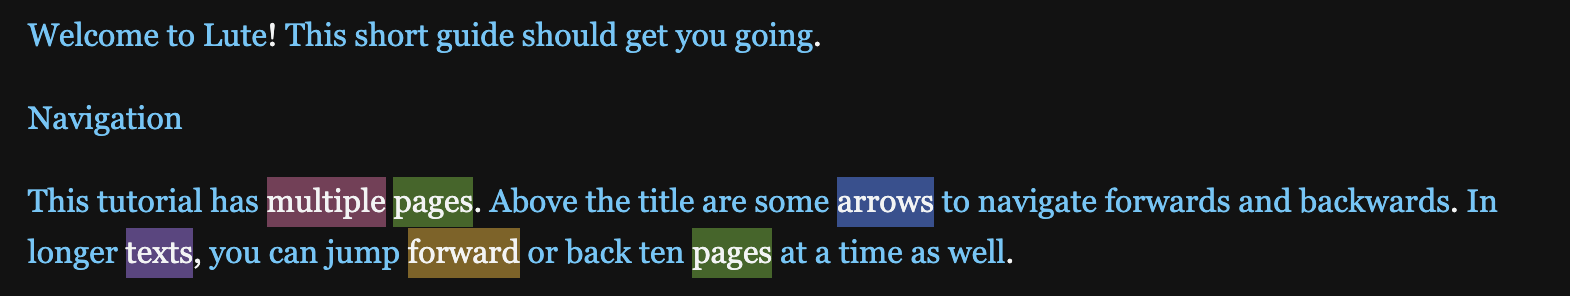 Welcome to Lute! This short guide should get you going.
Navigation
This tutorial has multiple pages. Above the title are some arrows to navigate forwards and backwards. In
longer texts, you can jump forward or back ten pages at a time as well.